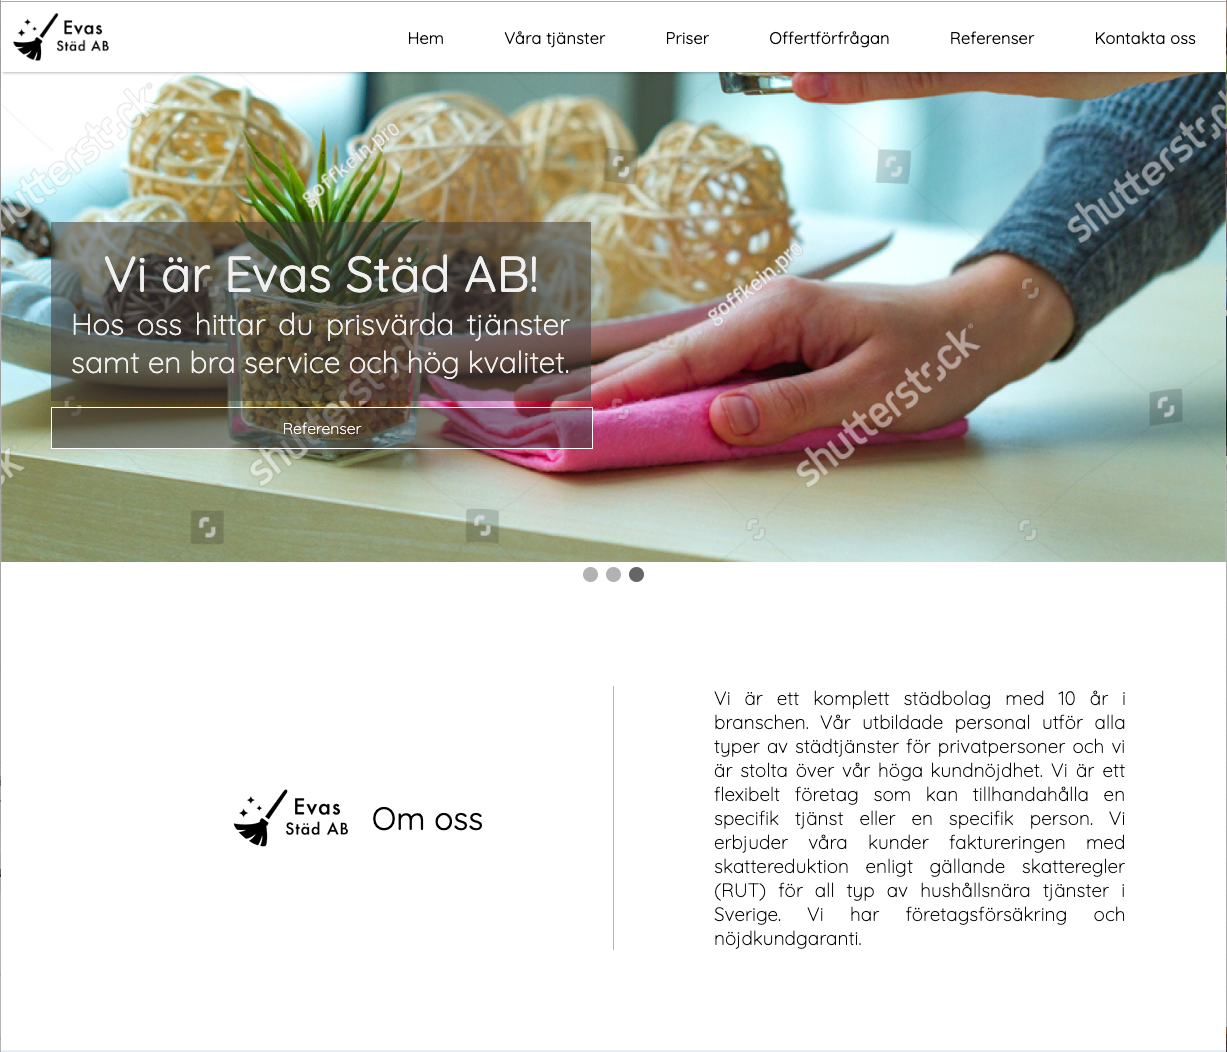 Evas
Städ AB
Hem Våra tjänster Priser Offertförfrågan Referenser Kontakta oss
shutterstock
goffkein.pro
shutterstock
Vi är Evas Städ AB!
Hos oss hittar du prisvärda tjänster
samt en bra service och hög kvalitet.
goffkein.pro
Referenser
shutterstock
shutterstock
Evas
Städ AB
Om oss
Vi är ett komplett städbolag med 10 år i
branschen. Vår utbildade personal utför alla
typer av städtjänster för privatpersoner och vi
är stolta över vår höga kundnöjdhet. Vi är ett
flexibelt företag som kan tillhandahålla en
specifik tjänst eller en specifik person. Vi
erbjuder våra kunder faktureringen med
skattereduktion enligt gällande skatteregler
(RUT) för all typ av hushållsnära tjänster i
Sverige. Vi har företagsförsäkring och
nöjdkundgaranti.